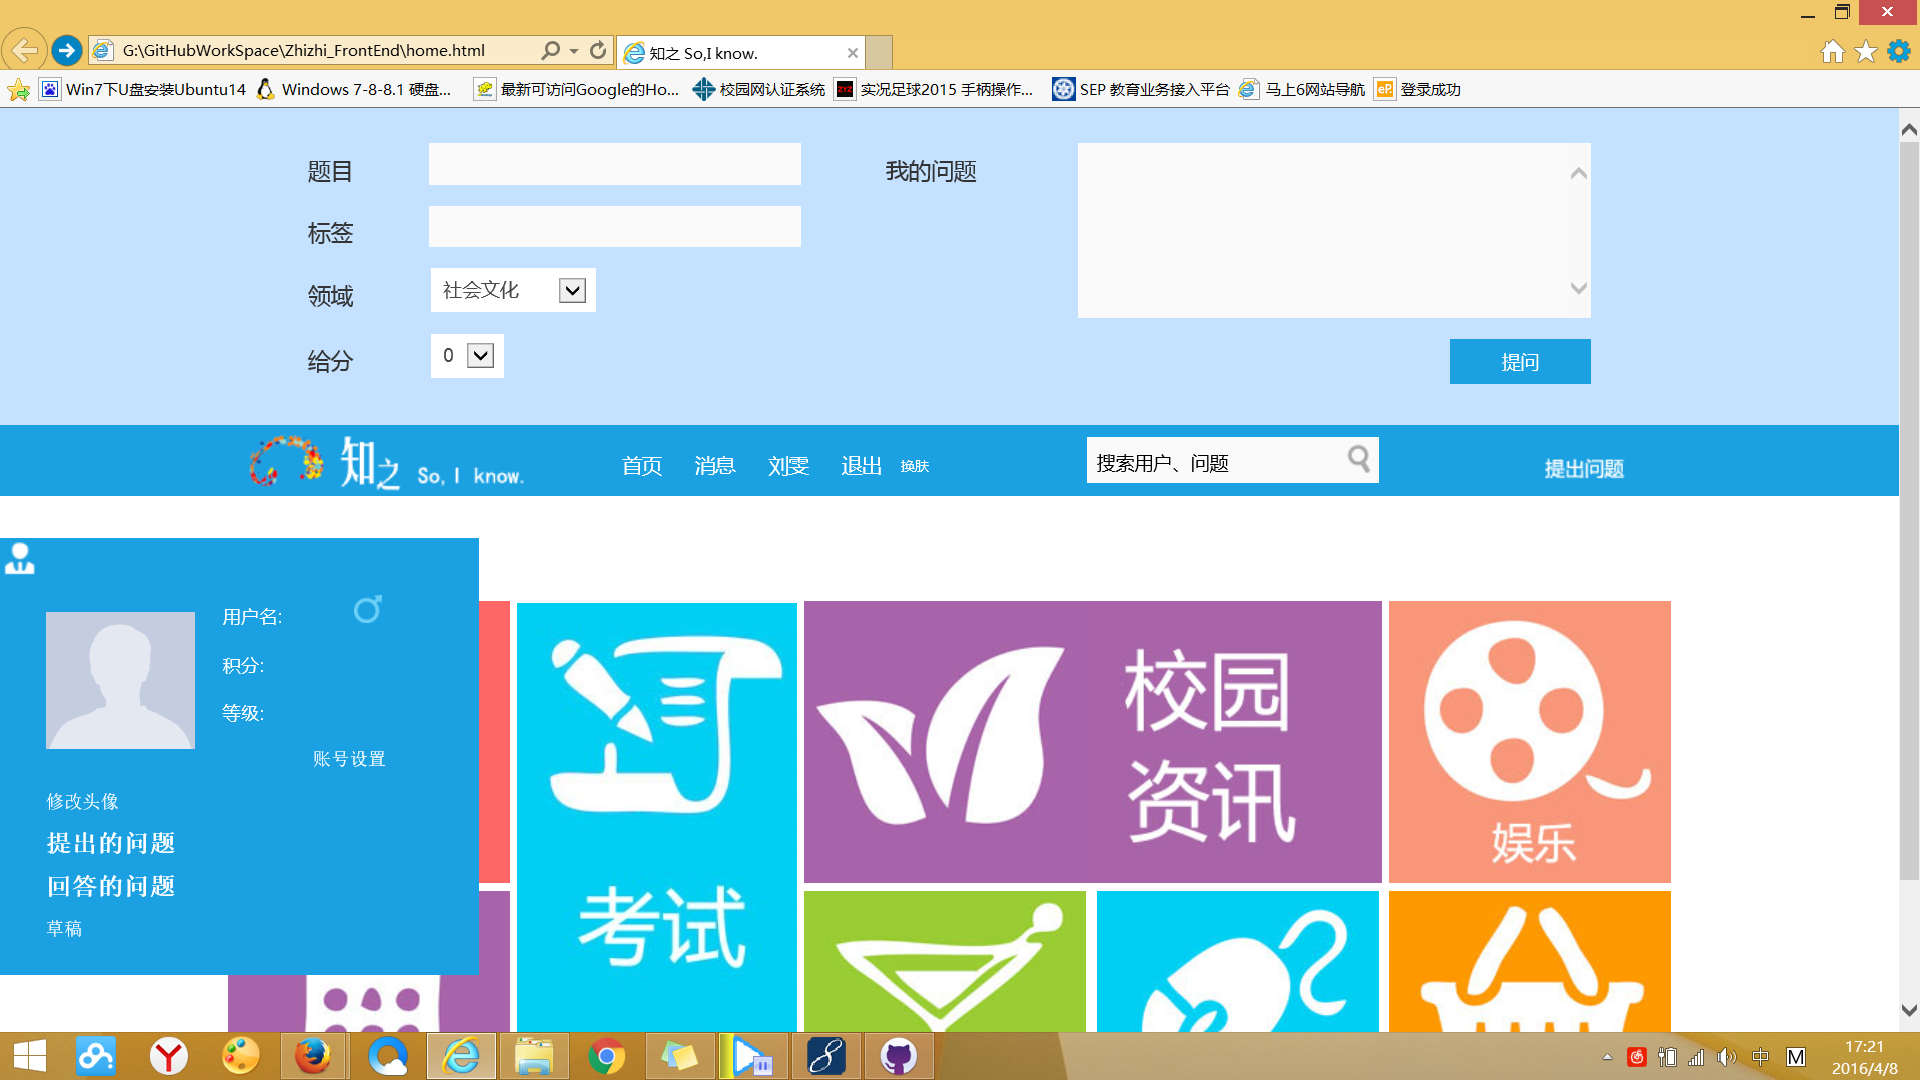 G:\GitHubWorkSpace\Zhizhi_FrontEnd\home.html
知之 So,I know.
Win7下U盘安装Ubuntu14
Windows 7-8-8.1 硬盘...
最新可访问Google的Ho...
校园网认证系统
实况足球2015 手柄操作...
SEP 教育业务接入平台
马上6网站导航
登录成功
题目
我的问题
标签
领域
社会文化
给分
0
提问
知之 So, I know.
首页
消息
刘雯
退出
换肤
搜索用户、问题
提出问题
用户名:
积分:
等级:
账号设置
修改头像
提出的问题
回答的问题
草稿
考试
校园
资讯
娱乐
中
M
17:21
2016/4/8